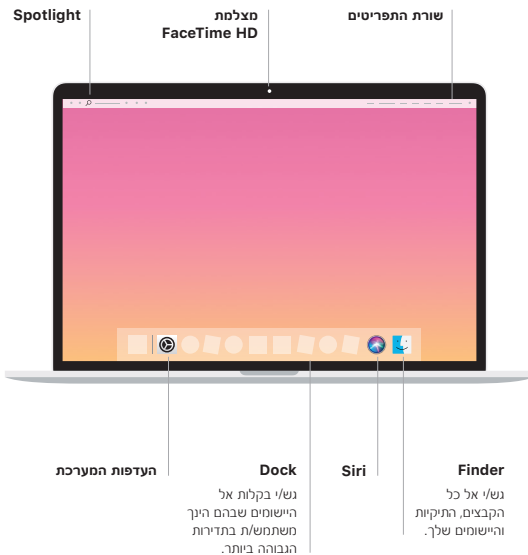 שורת התפריטים
מצלמת
FaceTime HD
Spotlight
Finder
גש/י אל כל
הקבצים, התיקיות
והיישומים שלך.
Siri
Dock
גש/י בקלות אל
היישומים שבהם הינך
משתמש/ת בתדירות
הגבוהה ביותר.
העדפות המערכת